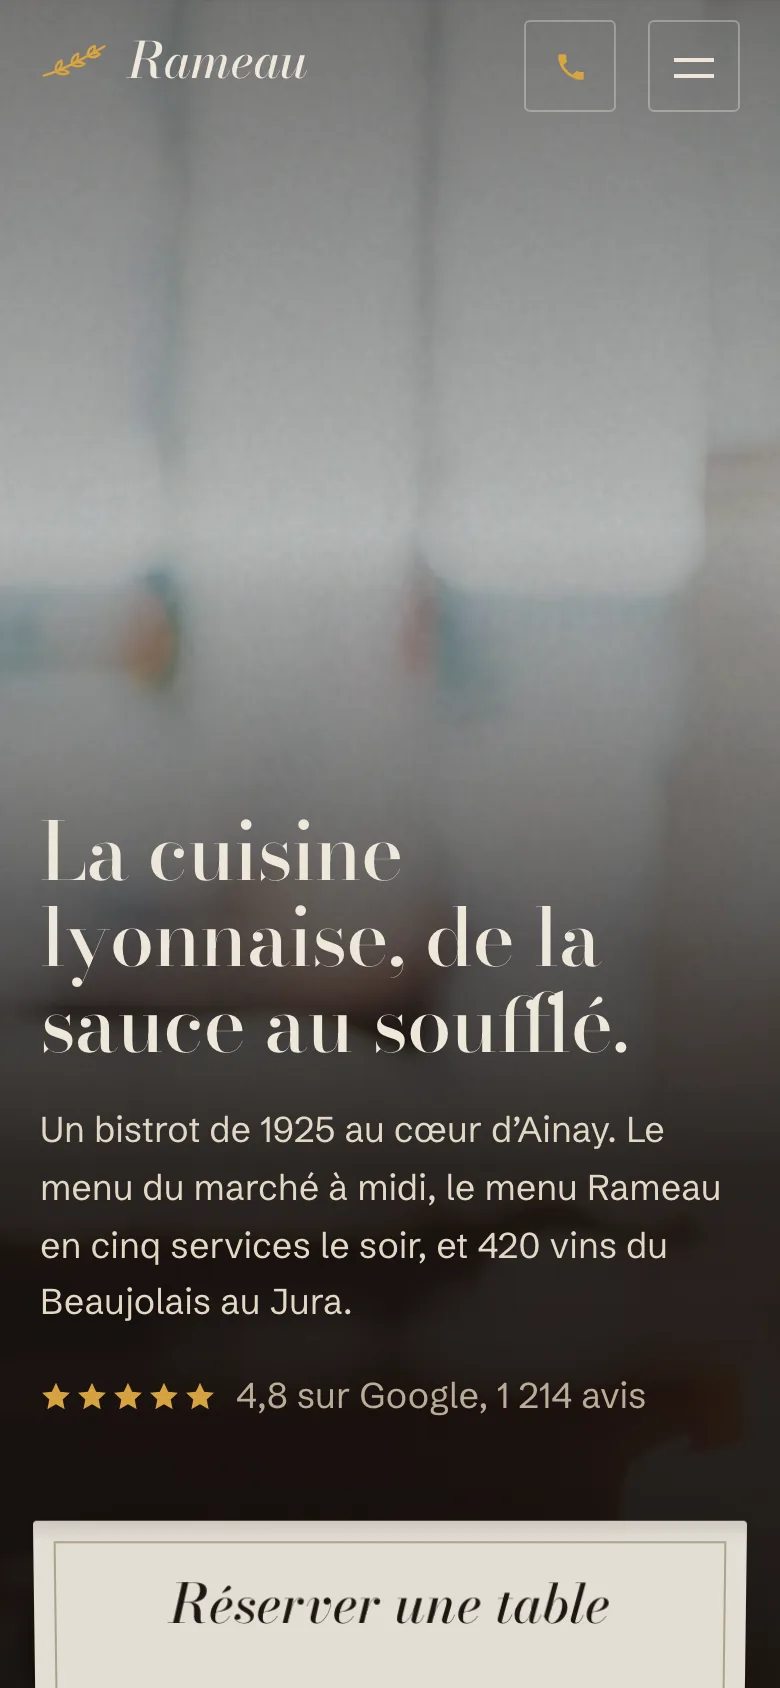 Rameau
La cuisine
lyonnaise, de la
sauce au soufflé.
Un bistrot de 1925 au cœur d’Ainay. Le
menu du marché à midi, le menu Rameau
en cinq services le soir, et 420 vins du
Beaujolais au Jura.
4,8 sur Google, 1 214 avis
Réserver une table